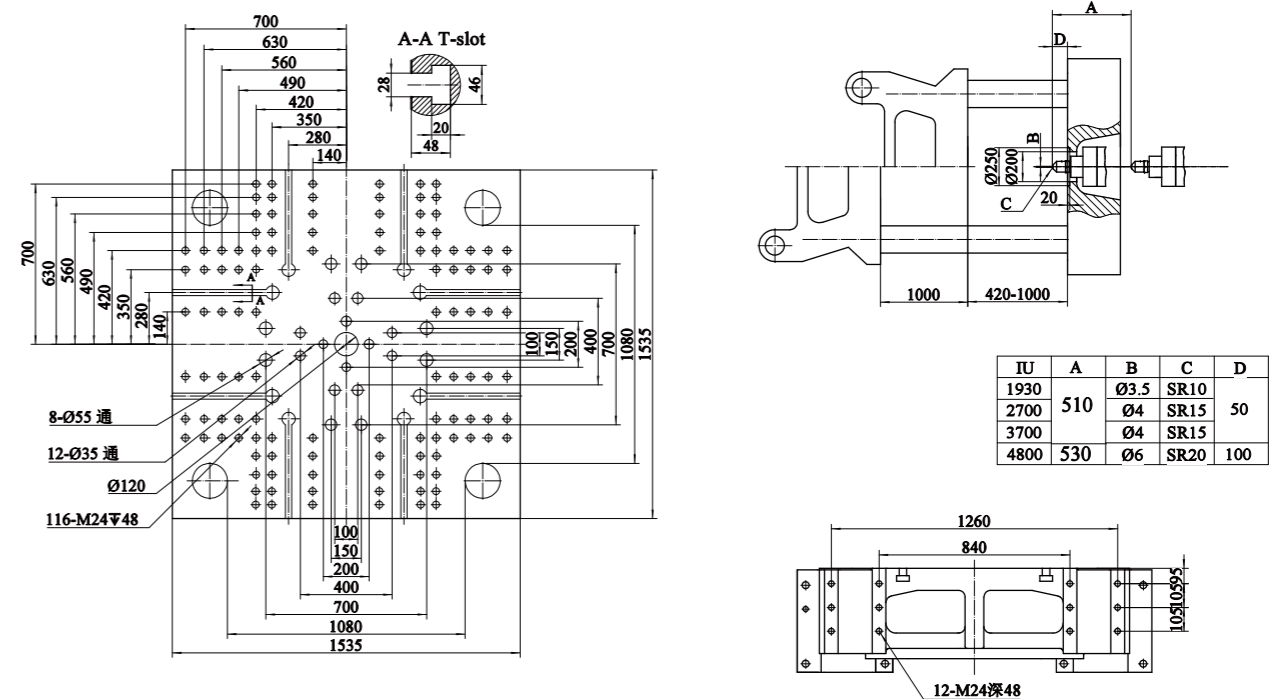 700
630
560
490
420
350
280
140
A-A T-slot
28
46
20
48
700
630
560
490
420
350
280
140
A
A
100
150
200
400
700
1080
1535
8-Ø55 通
12-Ø35 通
Ø120
116-M24↧48
100
150
200
400
700
1080
1535
A
D
B
Ø250
Ø200
C
20
1000
420-1000
IU A B C D
1930 510 Ø3.5 SR10 50
2700 Ø4 SR15
3700 Ø4 SR15
4800 530 Ø6 SR20 100
1260
840
95
105
105
12-M24深48